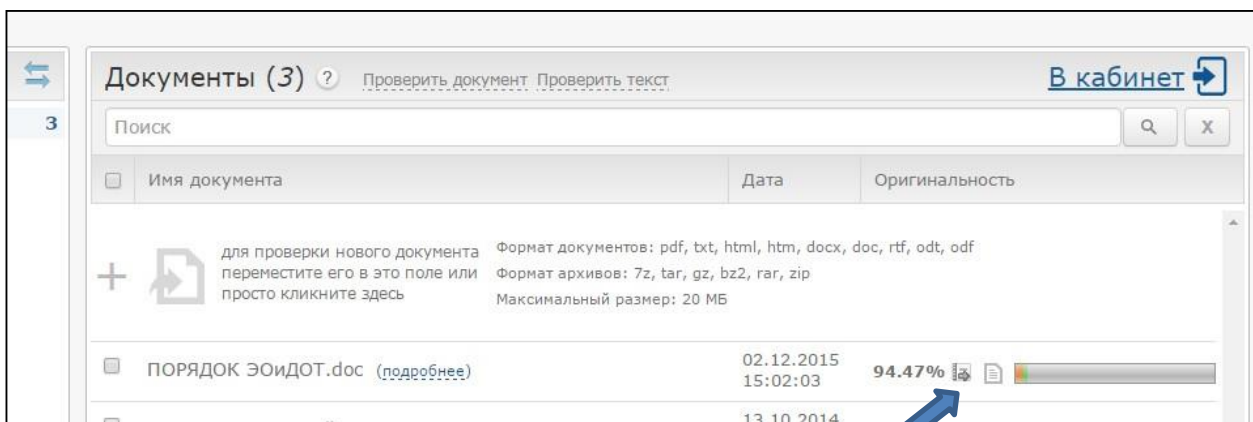 Документы (3) ? Проверить документ Проверить текст В кабинет
3
Поиск X
Имя документа Дата Оригинальность
для проверки нового документа
переместите его в это поле или
просто кликните здесь
Формат документов: pdf, txt, html, htm, docx, doc, rtf, odt, odf
Формат архивов: 7z, tar, gz, bz2, rar, zip
Максимальный размер: 20 МБ
ПОРЯДОК ЭОиДОТ.doc (подробнее) 02.12.2015
15:02:03 94.47%
13.10.2014